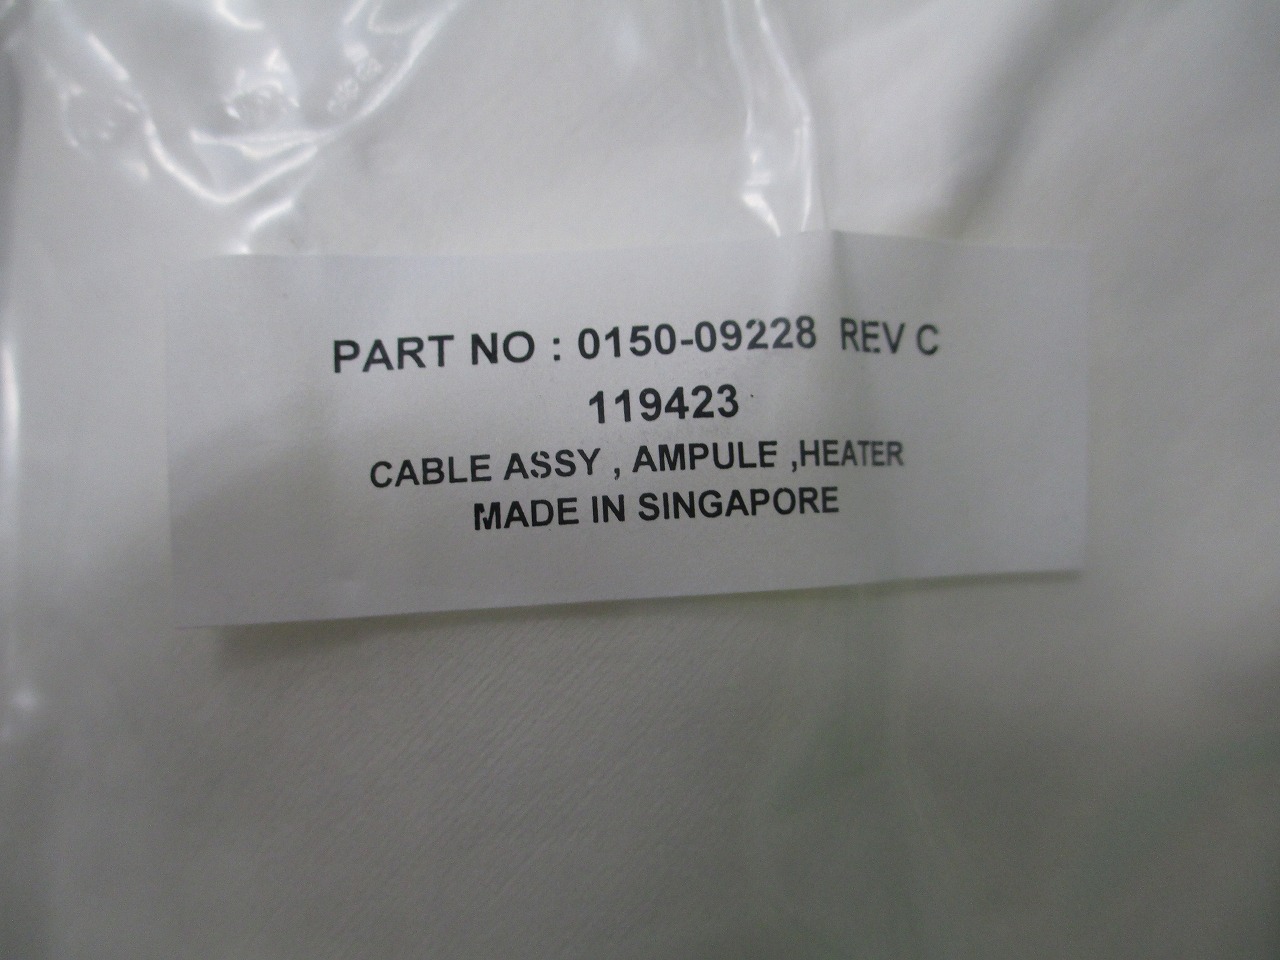 PART NO : 0150-09228 REV C
119423
CABLE ASSY , AMPULE ,HEATER
MADE IN SINGAPORE